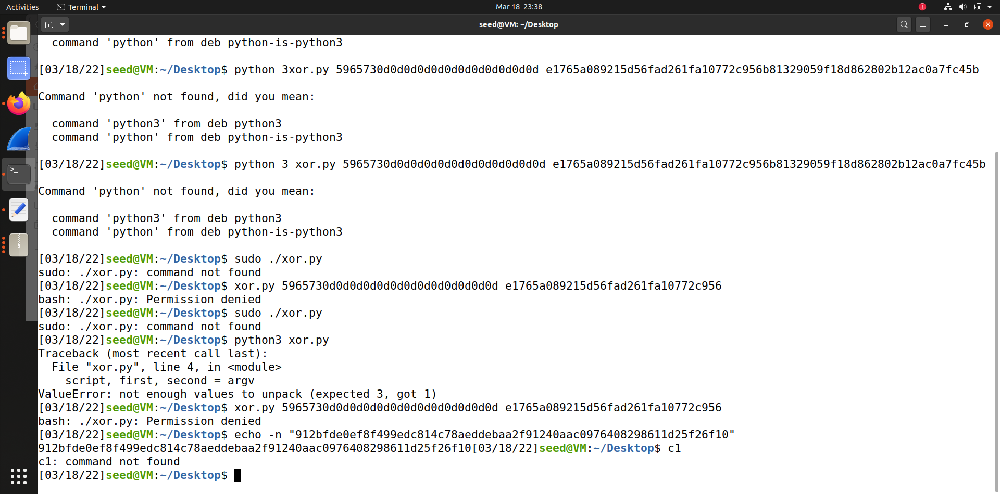 Activities
Terminal
Mar 18 23:38
seed@VM: ~/Desktop
command 'python' from deb python-is-python3
[03/18/22]seed@VM:~/Desktop$ python 3xor.py 5965730d0d0d0d0d0d0d0d0d0d0d0d0d e1765a089215d56fad261fa10772c956b81329059f18d862802b12ac0a7fc45b
Command 'python' not found, did you mean:
command 'python3' from deb python3
command 'python' from deb python-is-python3
[03/18/22]seed@VM:~/Desktop$ python 3 xor.py 5965730d0d0d0d0d0d0d0d0d0d0d0d0d e1765a089215d56fad261fa10772c956b81329059f18d862802b12ac0a7fc45b
Command 'python' not found, did you mean:
command 'python3' from deb python3
command 'python' from deb python-is-python3
[03/18/22]seed@VM:~/Desktop$ sudo ./xor.py
sudo: ./xor.py: command not found
[03/18/22]seed@VM:~/Desktop$ xor.py 5965730d0d0d0d0d0d0d0d0d0d0d0d0d e1765a089215d56fad261fa10772c956
bash: ./xor.py: Permission denied
[03/18/22]seed@VM:~/Desktop$ sudo ./xor.py
sudo: ./xor.py: command not found
[03/18/22]seed@VM:~/Desktop$ python3 xor.py
Traceback (most recent call last):
File "xor.py", line 4, in <module>
script, first, second = argv
ValueError: not enough values to unpack (expected 3, got 1)
[03/18/22]seed@VM:~/Desktop$ xor.py 5965730d0d0d0d0d0d0d0d0d0d0d0d0d e1765a089215d56fad261fa10772c956
bash: ./xor.py: Permission denied
[03/18/22]seed@VM:~/Desktop$ echo -n "912bfde0ef8f499edc814c78aeddebaa2f91240aac0976408298611d25f26f10"
912bfde0ef8f499edc814c78aeddebaa2f91240aac0976408298611d25f26f10[03/18/22]seed@VM:~/Desktop$ c1
c1: command not found
[03/18/22]seed@VM:~/Desktop$